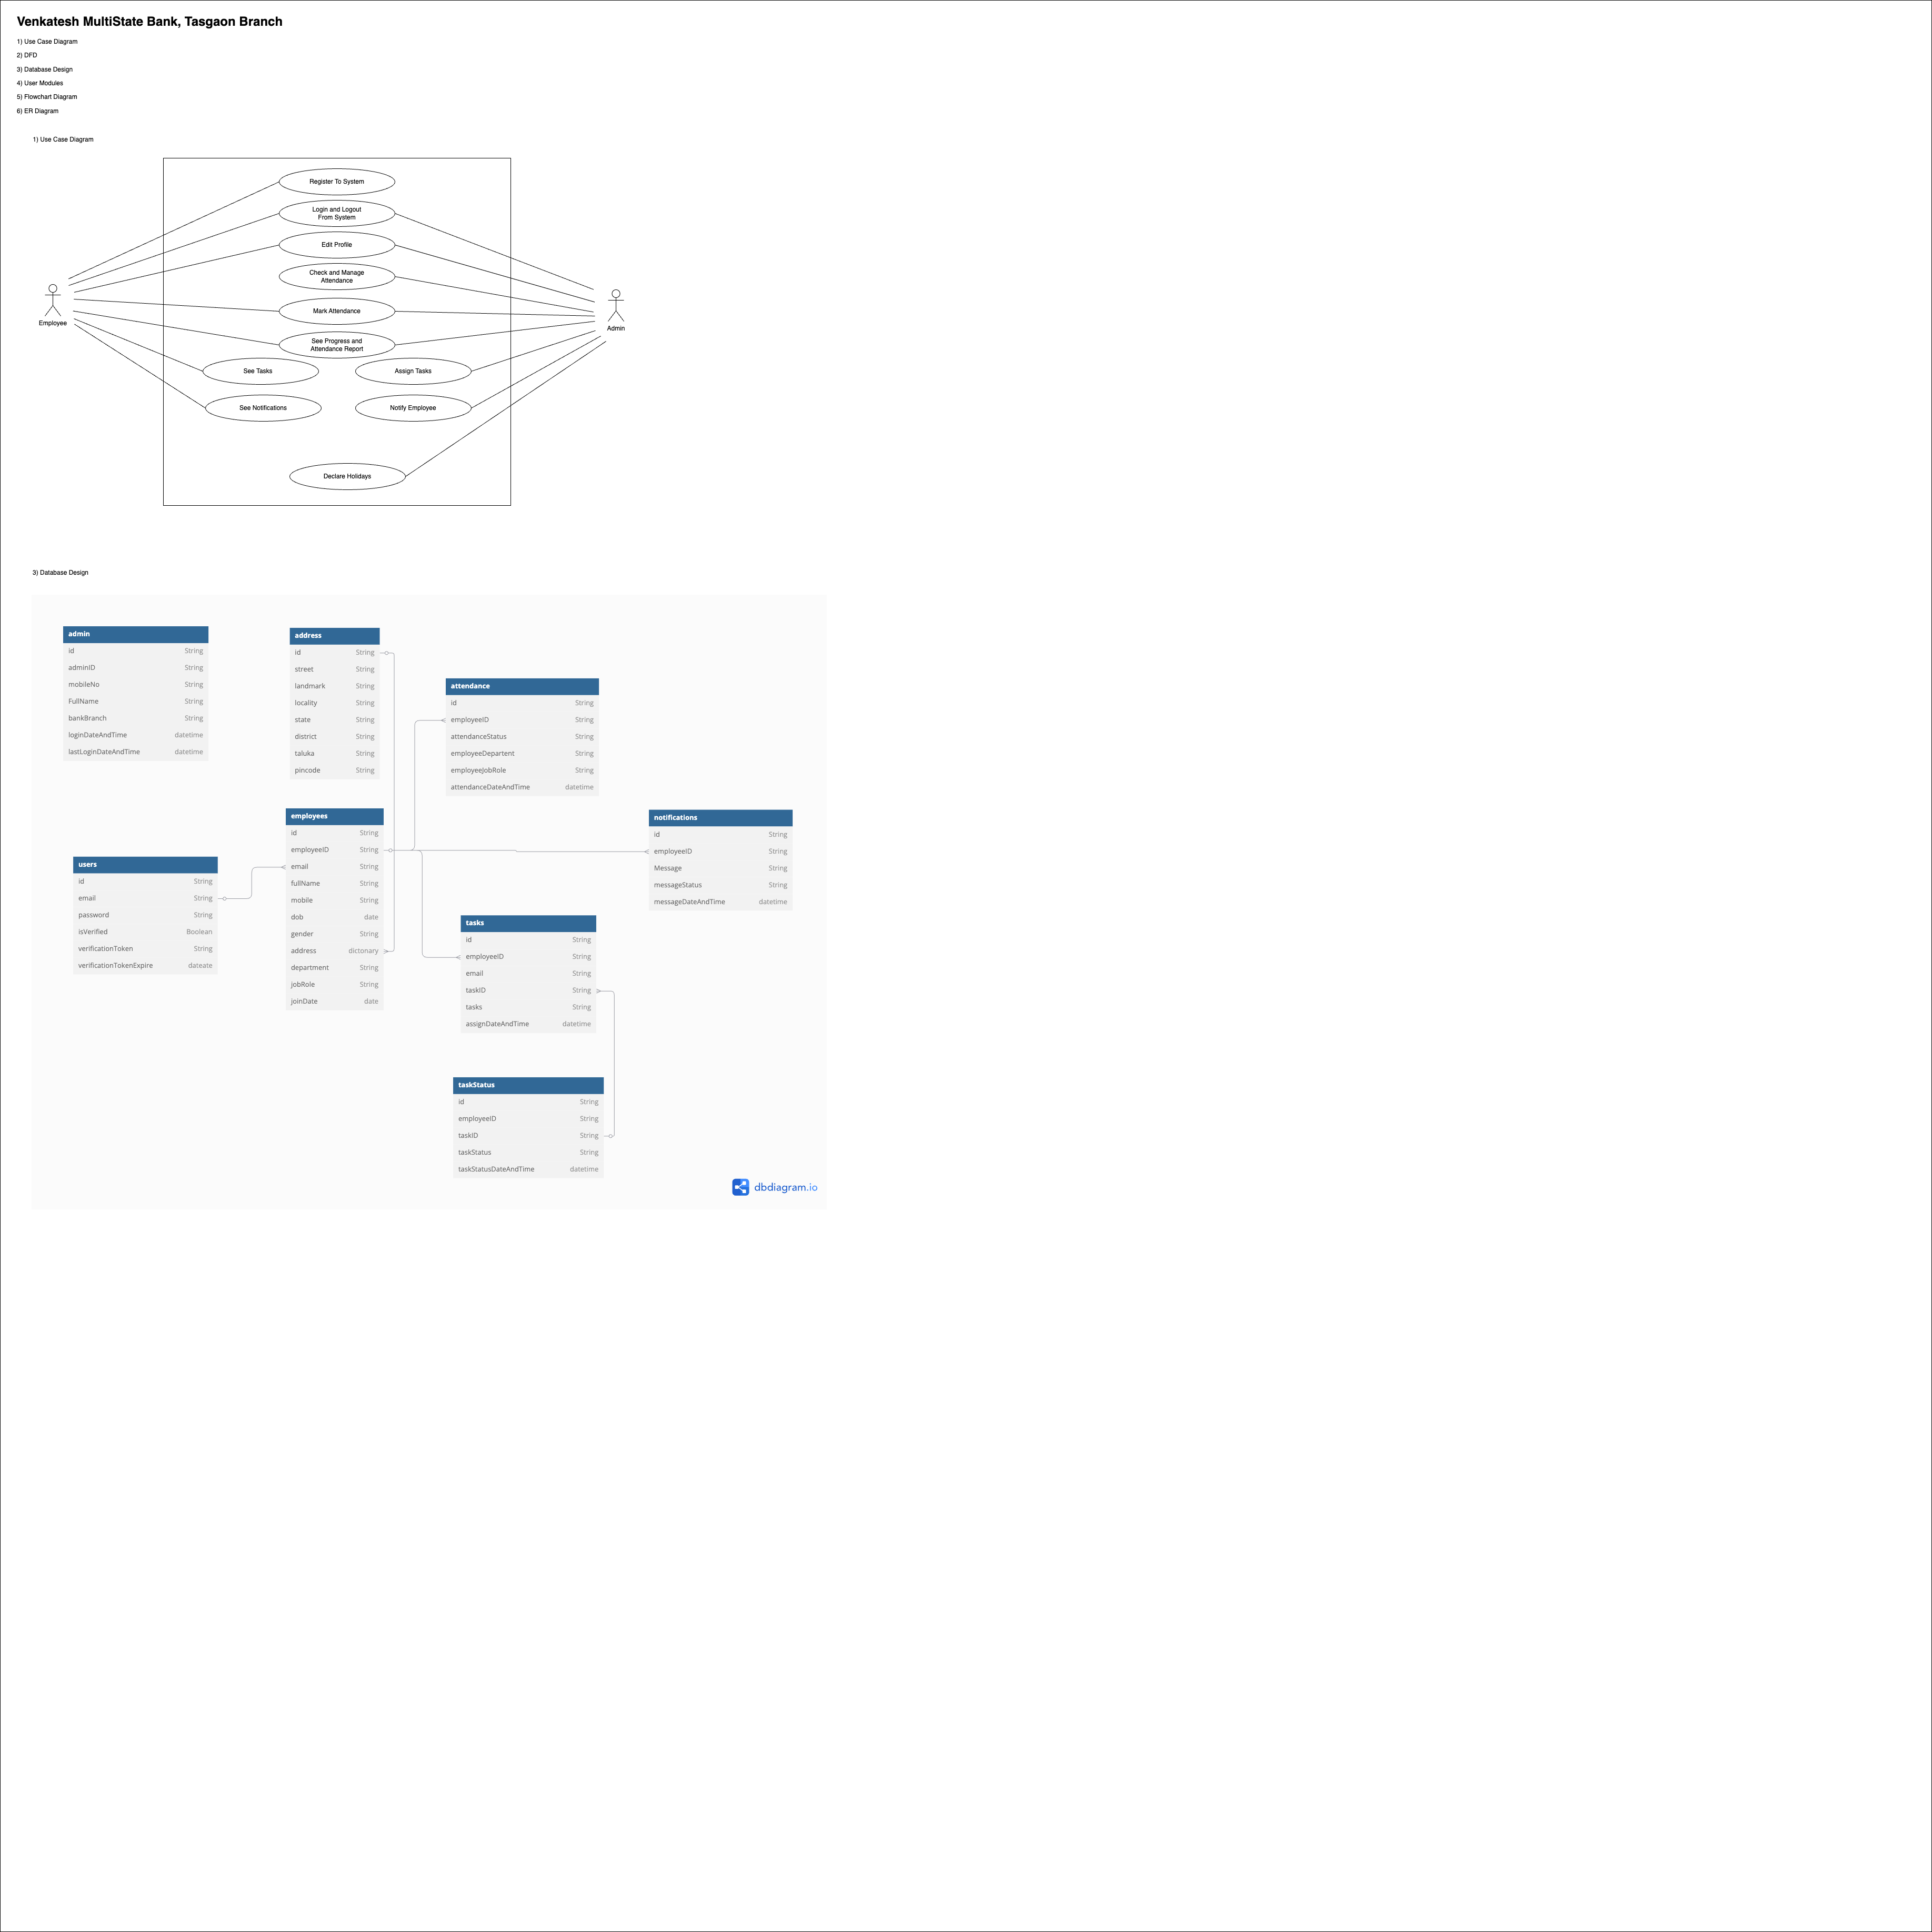 Venkatesh MultiState Bank, Tasgaon Branch
1) Use Case Diagram
2) DFD
3) Database Design
4) User Modules
5) Flowchart Diagram
6) ER Diagram
1) Use Case Diagram
Register To System
Login and Logout
From System
Edit Profile
Check and Manage
Attendance
Mark Attendance
See Progress and
Attendance Report
See Tasks
Assign Tasks
See Notifications
Notify Employee
Declare Holidays
Employee
Admin
3) Database Design
admin
id String
adminID String
mobileNo String
FullName String
bankBranch String
loginDateAndTime datetime
lastLoginDateAndTime datetime
address
id String
street String
landmark String
locality String
state String
district String
taluka String
pincode String
attendance
id String
employeeID String
attendanceStatus String
employeeDepartent String
employeeJobRole String
attendanceDateAndTime datetime
employees
id String
employeeID String
email String
fullName String
mobile String
dob date
gender String
address dictonary
department String
jobRole String
joinDate date
notifications
id String
employeeID String
Message String
messageStatus String
messageDateAndTime datetime
users
id String
email String
password String
isVerified Boolean
verificationToken String
verificationTokenExpire dateate
tasks
id String
employeeID String
email String
taskID String
tasks String
assignDateAndTime datetime
taskStatus
id String
employeeID String
taskID String
taskStatus String
taskStatusDateAndTime datetime
dbdiagram.io